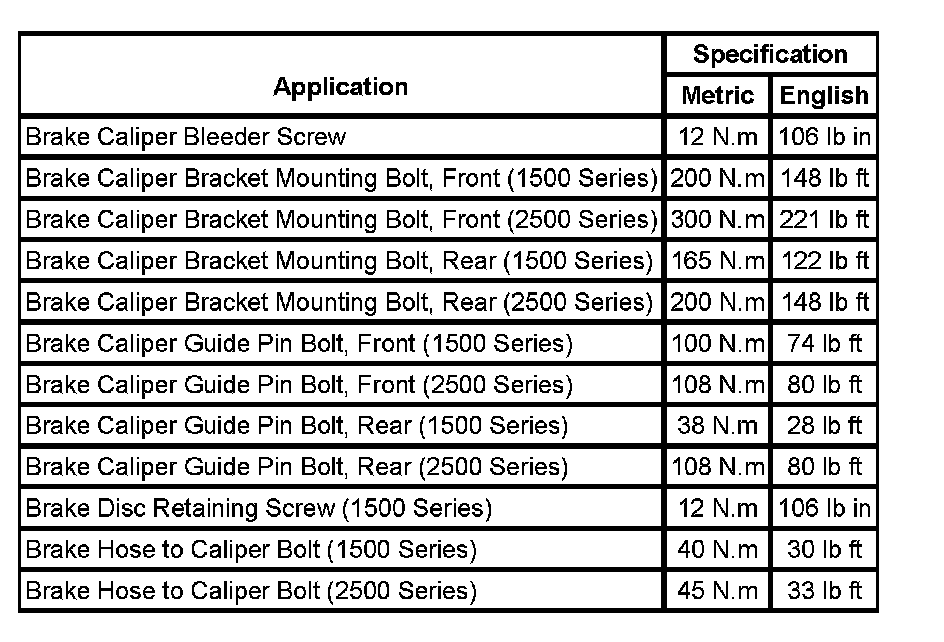 Application Specification
Metric English
Brake Caliper Bleeder Screw 12 N.m 106 lb in
Brake Caliper Bracket Mounting Bolt, Front (1500 Series) 200 N.m 148 lb ft
Brake Caliper Bracket Mounting Bolt, Front (2500 Series) 300 N.m 221 lb ft
Brake Caliper Bracket Mounting Bolt, Rear (1500 Series) 165 N.m 122 lb ft
Brake Caliper Bracket Mounting Bolt, Rear (2500 Series) 200 N.m 148 lb ft
Brake Caliper Guide Pin Bolt, Front (1500 Series) 100 N.m 74 lb ft
Brake Caliper Guide Pin Bolt, Front (2500 Series) 108 N.m 80 lb ft
Brake Caliper Guide Pin Bolt, Rear (1500 Series) 38 N.m 28 lb ft
Brake Caliper Guide Pin Bolt, Rear (2500 Series) 108 N.m 80 lb ft
Brake Disc Retaining Screw (1500 Series) 12 N.m 106 lb in
Brake Hose to Caliper Bolt (1500 Series) 40 N.m 30 lb ft
Brake Hose to Caliper Bolt (2500 Series) 45 N.m 33 lb ft